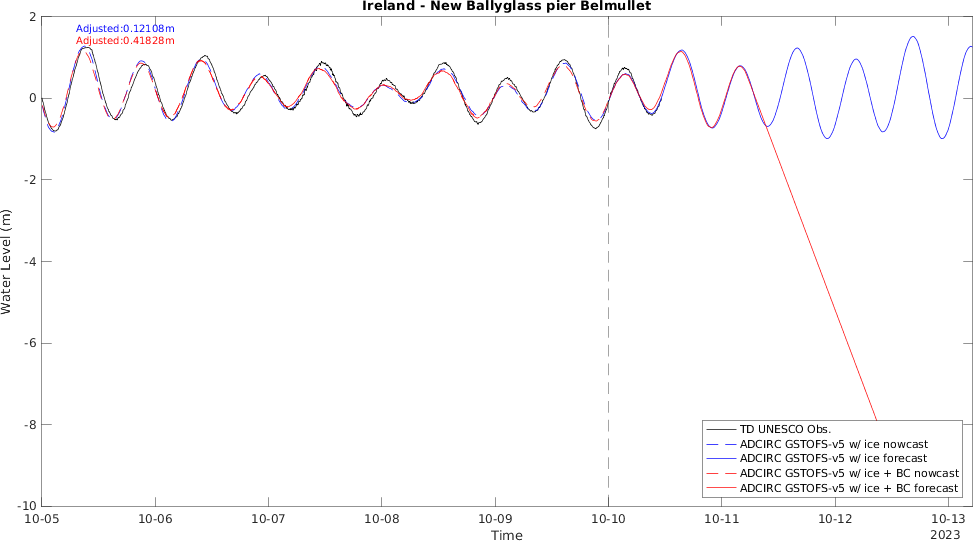 Ireland - New Ballyglass pier Belmullet
Adjusted:0.12108m
Adjusted:0.41828m
2
0
-2
-4
-6
-8
-10
Water Level (m)
TD UNESCO Obs.
ADCIRC GSTOFS-v5 w/ ice nowcast
ADCIRC GSTOFS-v5 w/ ice forecast
ADCIRC GSTOFS-v5 w/ ice + BC nowcast
ADCIRC GSTOFS-v5 w/ ice + BC forecast
10-05 10-06 10-07 10-08 10-09 10-10 10-11 10-12 10-13
Time
2023